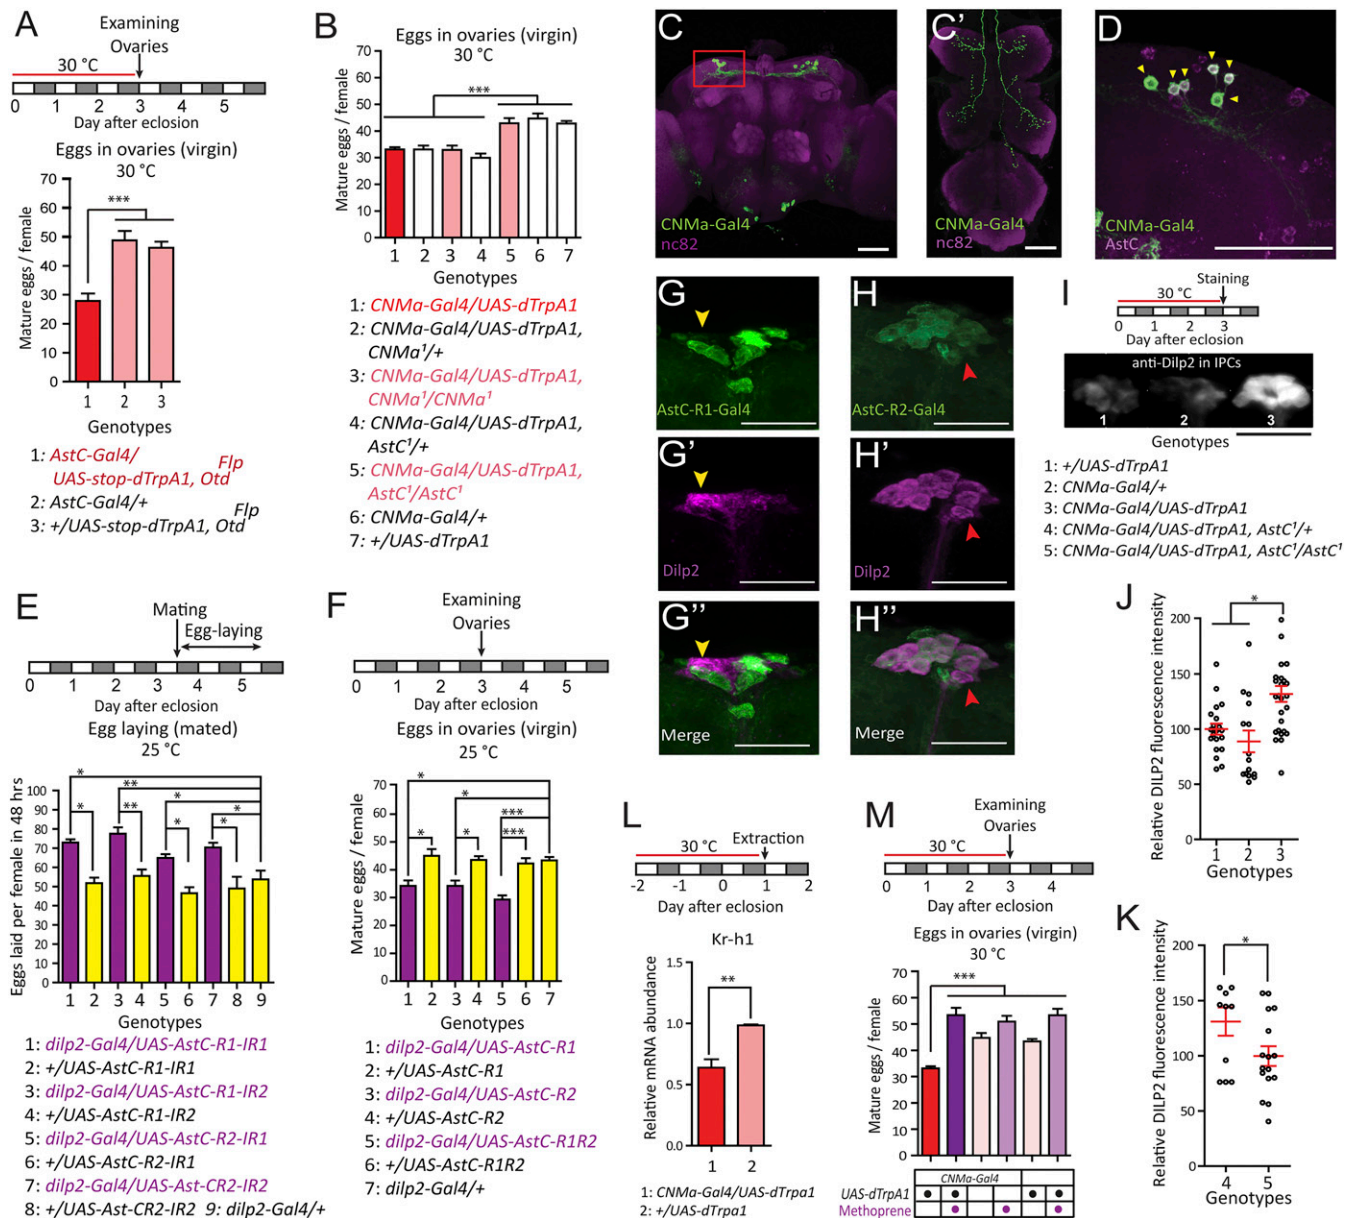 A
Examining
Ovaries
30 °C
0 1 2 3 4 5
Day after eclosion
Eggs in ovaries (virgin)
30 °C
Mature eggs / female
70
60
50
40
30
20
10
0
***
1 2 3
Genotypes
1: AstC-Gal4/
UAS-stop-dTrpA1, Otd Flp
2: AstC-Gal4/+
3: +/UAS-stop-dTrpA1, Otd Flp
B
Eggs in ovaries (virgin)
30 °C
Mature eggs / female
70
60
50
40
30
20
10
0
***
1 2 3 4 5 6 7
Genotypes
1: CNMa-Gal4/UAS-dTrpA1
2: CNMa-Gal4/UAS-dTrpA1,
CNMa¹/+
3: CNMa-Gal4/UAS-dTrpA1,
CNMa¹/CNMa¹
4: CNMa-Gal4/UAS-dTrpA1,
AstC¹/+
5: CNMa-Gal4/UAS-dTrpA1,
AstC¹/AstC¹
6: CNMa-Gal4/+
7: +/UAS-dTrpA1
C
CNMa-Gal4
nc82
C'
CNMa-Gal4
nc82
D
CNMa-Gal4
AstC
E
Mating
Egg-laying
0 1 2 3 4 5
Day after eclosion
Egg laying (mated)
25 °C
Eggs laid per female in 48 hrs
100
90
80
70
60
50
40
30
20
10
0
*
**
*
*
* ** * *
1 2 3 4 5 6 7 8 9
Genotypes
1: dilp2-Gal4/UAS-AstC-R1-IR1
2: +/UAS-AstC-R1-IR1
3: dilp2-Gal4/UAS-AstC-R1-IR2
4: +/UAS-AstC-R1-IR2
5: dilp2-Gal4/UAS-AstC-R2-IR1
6: +/UAS-AstC-R2-IR1
7: dilp2-Gal4/UAS-Ast-CR2-IR2
8: +/UAS-Ast-CR2-IR2 9: dilp2-Gal4/+
F
Examining
Ovaries
0 1 2 3 4 5
Day after eclosion
Eggs in ovaries (virgin)
25 °C
Mature eggs / female
70
60
50
40
30
20
10
0
*
*
***
* * ***
1 2 3 4 5 6 7
Genotypes
1: dilp2-Gal4/UAS-AstC-R1
2: +/UAS-AstC-R1
3: dilp2-Gal4/UAS-AstC-R2
4: +/UAS-AstC-R2
5: dilp2-Gal4/UAS-AstC-R1R2
6: +/UAS-AstC-R1R2
7: dilp2-Gal4/+
G
AstC-R1-Gal4
G'
Dilp2
G''
Merge
H
AstC-R2-Gal4
H'
Dilp2
H''
Merge
I
Staining
30 °C
0 1 2 3
Day after eclosion
anti-Dilp2 in IPCs
1 2 3
Genotypes
1: +/UAS-dTrpA1
2: CNMa-Gal4/+
3: CNMa-Gal4/UAS-dTrpA1
4: CNMa-Gal4/UAS-dTrpA1, AstC¹/+
5: CNMa-Gal4/UAS-dTrpA1, AstC¹/AstC¹
J
Relative DILP2 fluorescence intensity
200
150
100
50
0
*
1 2 3
Genotypes
K
Relative DILP2 fluorescence intensity
200
150
100
50
0
*
4 5
Genotypes
L
Extraction
30 °C
-2 -1 0 1 2
Day after eclosion
Kr-h1
Relative mRNA abundance
1.5
1.0
0.5
0.0
**
1 2
1: CNMa-Gal4/UAS-dTrpa1
2: +/UAS-dTrpa1
M
Examining
Ovaries
30 °C
0 1 2 3 4
Day after eclosion
Eggs in ovaries (virgin)
30 °C
Mature eggs / female
70
60
50
40
30
20
10
0
***
CNMa-Gal4
UAS-dTrpA1
Methoprene